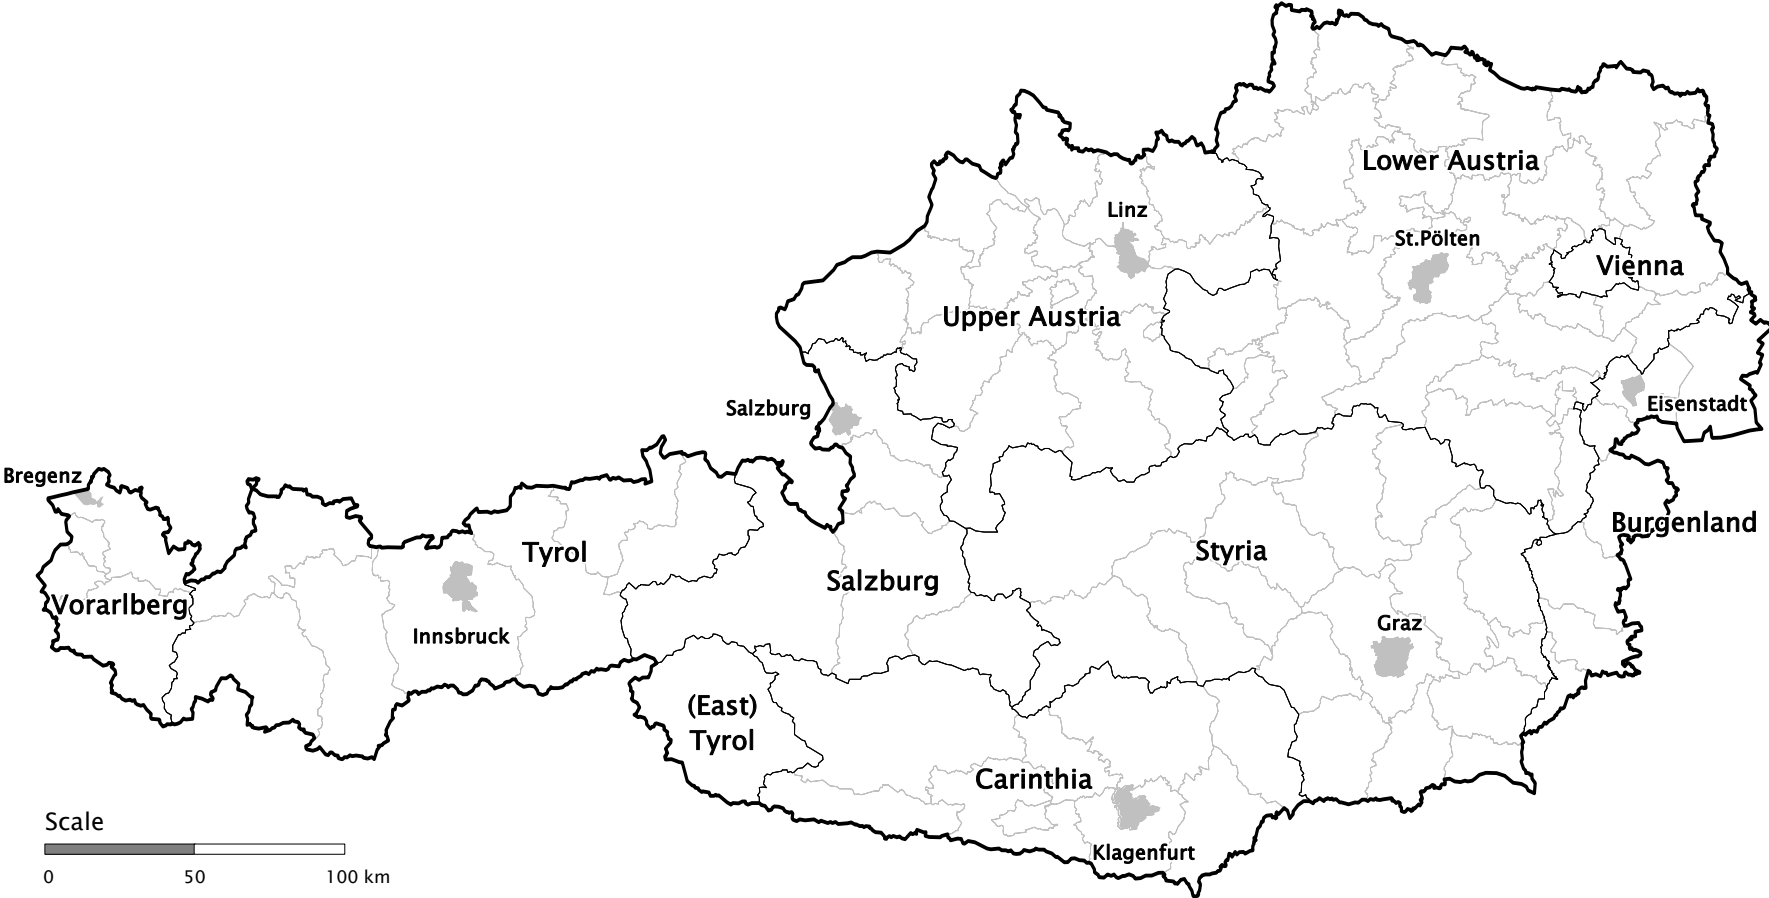 Lower Austria
Linz
St.Pölten
Vienna
Upper Austria
Salzburg
Eisenstadt
Bregenz
Burgenland
Tyrol
Styria
Salzburg
Vorarlberg
Innsbruck
Graz
(East)
Tyrol
Carinthia
Scale
Klagenfurt
0 50 100 km